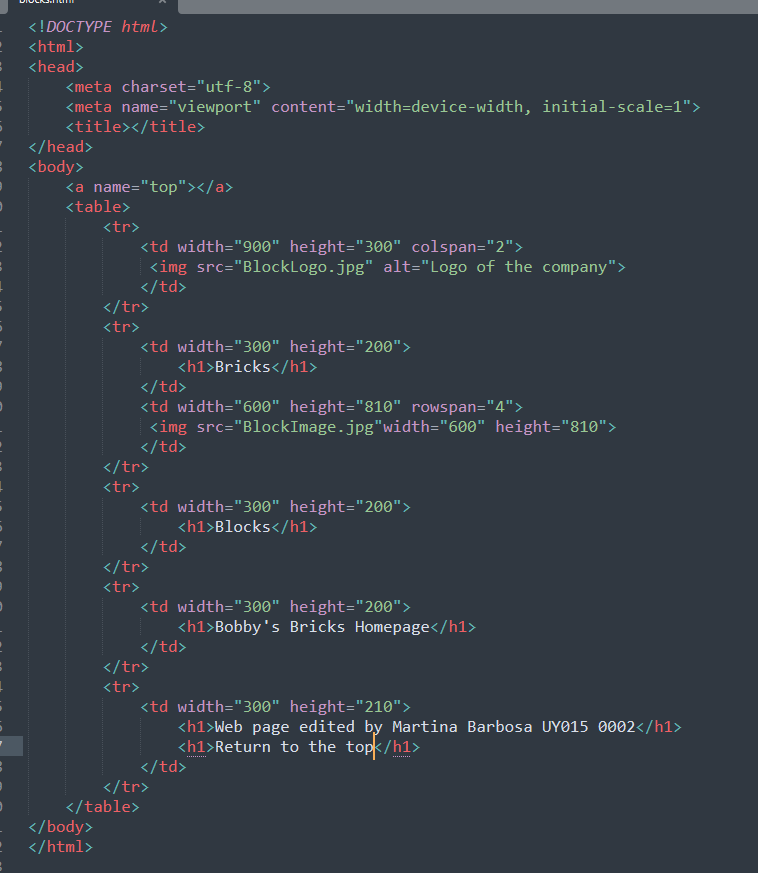 blocks.html
<!DOCTYPE html>
<html>
<head>
<meta charset="utf-8">
<meta name="viewport" content="width=device-width, initial-scale=1">
<title></title>
</head>
<body>
<a name="top"></a>
<table>
<tr>
<td width="900" height="300" colspan="2">
<img src="BlockLogo.jpg" alt="Logo of the company">
</td>
</tr>
<tr>
<td width="300" height="200">
<h1>Bricks</h1>
</td>
<td width="600" height="810" rowspan="4">
<img src="BlockImage.jpg"width="600" height="810">
</td>
</tr>
<tr>
<td width="300" height="200">
<h1>Blocks</h1>
</td>
</tr>
<tr>
<td width="300" height="200">
<h1>Bobby's Bricks Homepage</h1>
</td>
</tr>
<tr>
<td width="300" height="210">
<h1>Web page edited by Martina Barbosa UY015 0002</h1>
<h1>Return to the top</h1>
</td>
</tr>
</table>
</body>
</html>